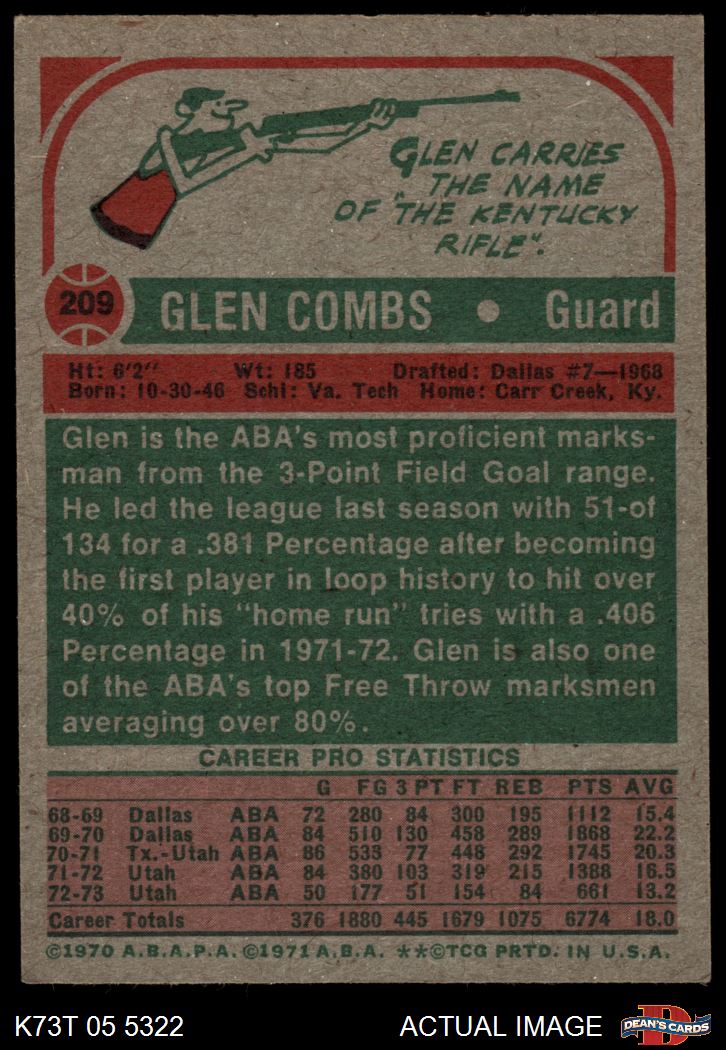 GLEN CARRIES
"THE NAME
OF "THE KENTUCKY
RIFLE".
209 GLEN COMBS • Guard
Ht: 6'2" Wt: 185 Drafted: Dallas #7—1968
Born: 10-30-46 Schl: Va. Tech Home: Carr Creek, Ky.
Glen is the ABA's most proficient marks-
man from the 3-Point Field Goal range.
He led the league last season with 51-of
134 for a .381 Percentage after becoming
the first player in loop history to hit over
40% of his "home run" tries with a .406
Percentage in 1971-72. Glen is also one
of the ABA's top Free Throw marksmen
averaging over 80%.
CAREER PRO STATISTICS
G FG 3 PT FT REB PTS AVG
68-69 Dallas ABA 72 280 84 300 195 1112 15.4
69-70 Dallas ABA 84 510 130 458 289 1868 22.2
70-71 Tx.-Utah ABA 86 533 77 448 292 1745 20.3
71-72 Utah ABA 84 380 103 319 215 1388 16.5
72-73 Utah ABA 50 177 51 154 84 661 13.2
Career Totals 376 1880 445 1679 1075 6774 18.0
©1970 A.B.A.P.A. ©1971 A.B.A. **©TCG PRTD. IN U.S.A.
K73T 05 5322 ACTUAL IMAGE DEAN'S CARDS